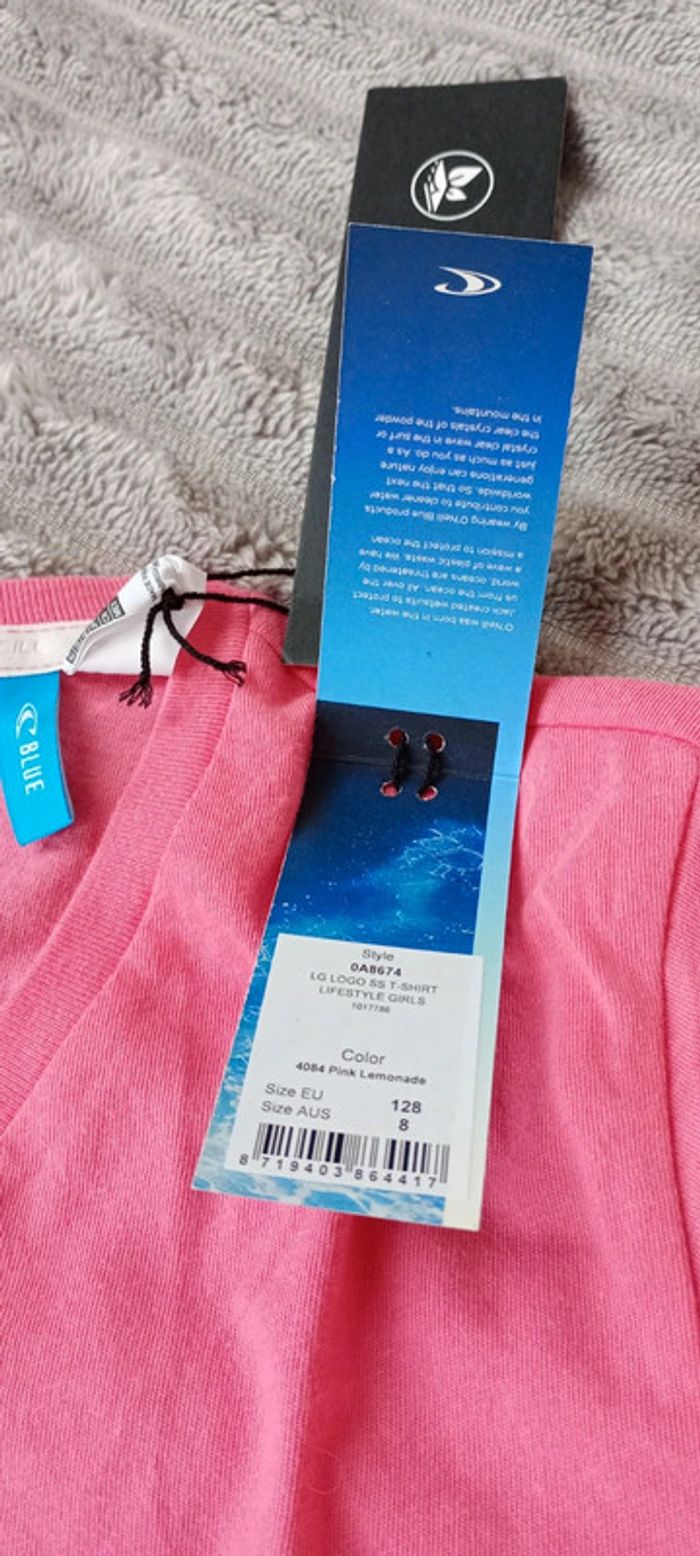 O'Neill was born in the water.
Jack created wetsuits to protect
us from the ocean. All over the
world, oceans are threatened by
a wave of plastic waste. We have
a mission to protect the ocean
By wearing O'Neill Blue products
you contribute to cleaner water
worldwide. So that the next
generations can enjoy nature
just as much as you do. As a
crystal clear wave in the surf or
the clear crystals of the powder
in the mountains.
BLUE
Style
0A8674
LG LOGO SS T-SHIRT
LIFESTYLE GIRLS
1017786
Color
4084 Pink Lemonade
Size EU 128
Size AUS 8
8 719403 864417